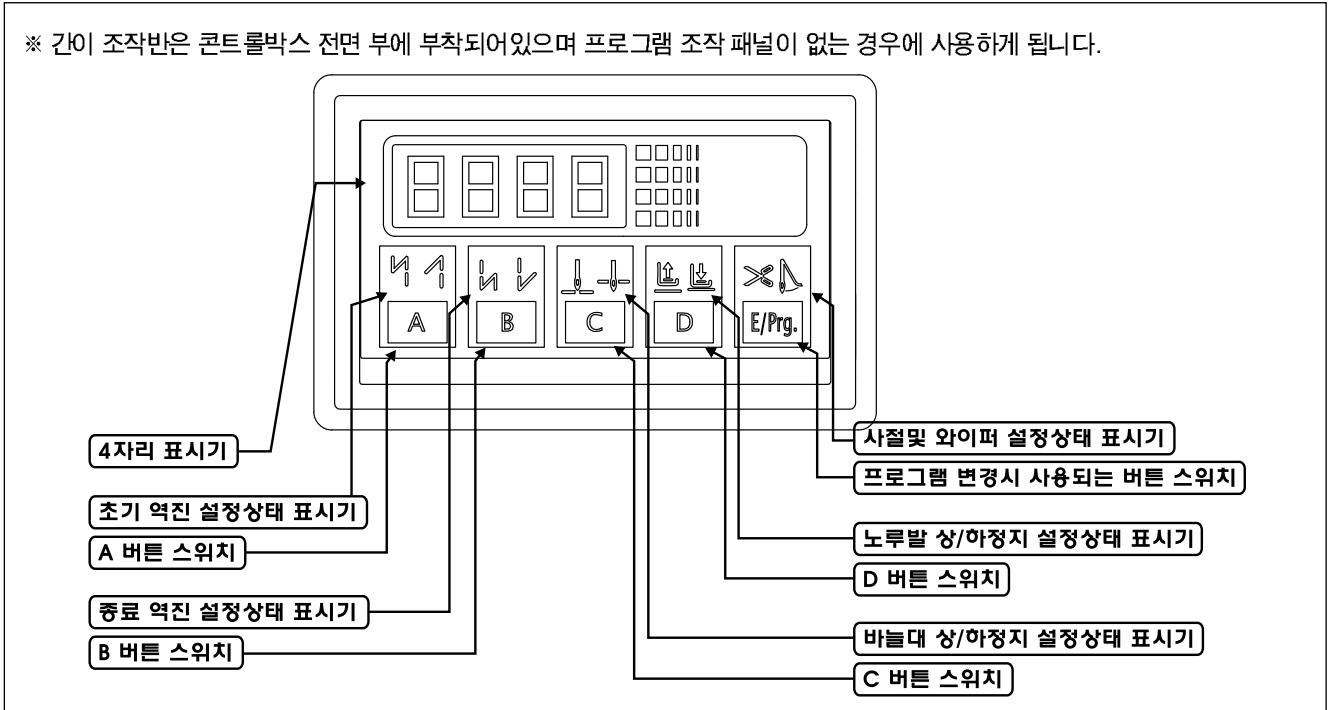 ※ 간이 조작반은 콘트롤박스 전면 부에 부착되어있으며 프로그램 조작 패널이 없는 경우에 사용하게 됩니다.
A
B
C
D
E/Prg.
4자리 표시기
초기 역진 설정상태 표시기
A 버튼 스위치
종료 역진 설정상태 표시기
B 버튼 스위치
사절및 와이퍼 설정상태 표시기
프로그램 변경시 사용되는 버튼 스위치
노루발 상/하정지 설정상태 표시기
D 버튼 스위치
바늘대 상/하정지 설정상태 표시기
C 버튼 스위치